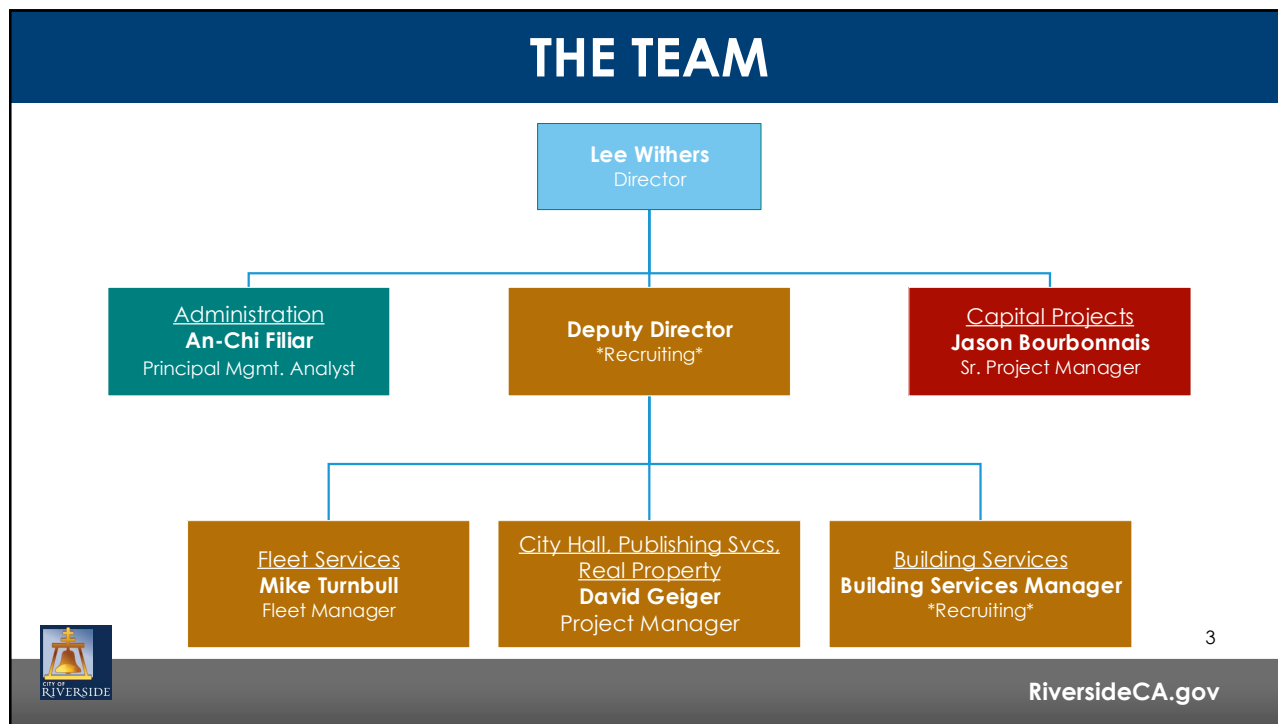 THE TEAM
Lee Withers
Director
Administration
An-Chi Filiar
Principal Mgmt. Analyst
Deputy Director
*Recruiting*
Capital Projects
Jason Bourbonnais
Sr. Project Manager
Fleet Services
Mike Turnbull
Fleet Manager
City Hall, Publishing Svcs,
Real Property
David Geiger
Project Manager
Building Services
Building Services Manager
*Recruiting*
3
CITY OF
RIVERSIDE
RiversideCA.gov